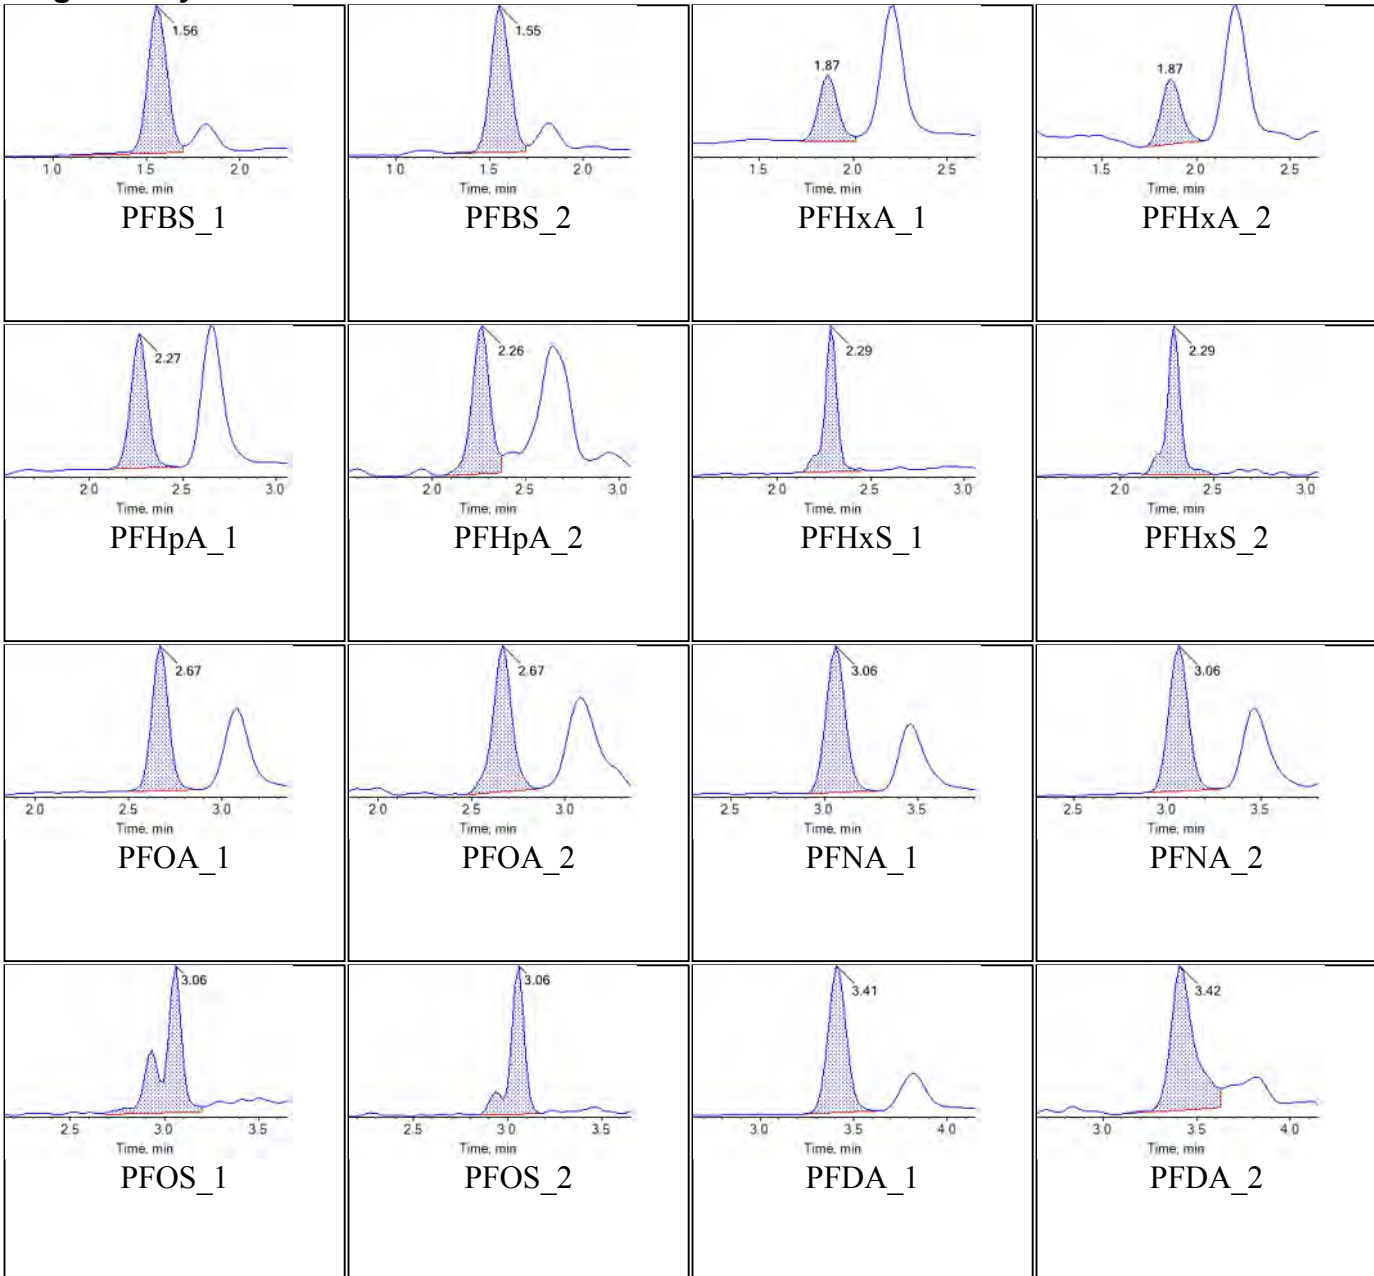 1.56
1.0 1.5 2.0
Time, min
PFBS_1
1.55
1.0 1.5 2.0
Time, min
PFBS_2
1.87
1.5 2.0 2.5
Time, min
PFHxA_1
1.87
1.5 2.0 2.5
Time, min
PFHxA_2
2.27
2.0 2.5 3.0
Time, min
PFHpA_1
2.26
2.0 2.5 3.0
Time, min
PFHpA_2
2.29
2.0 2.5 3.0
Time, min
PFHxS_1
2.29
2.0 2.5 3.0
Time, min
PFHxS_2
2.67
2.0 2.5 3.0
Time, min
PFOA_1
2.67
2.0 2.5 3.0
Time, min
PFOA_2
3.06
2.5 3.0 3.5
Time, min
PFNA_1
3.06
2.5 3.0 3.5
Time, min
PFNA_2
3.06
2.5 3.0 3.5
Time, min
PFOS_1
3.06
2.5 3.0 3.5
Time, min
PFOS_2
3.41
3.0 3.5 4.0
Time, min
PFDA_1
3.42
3.0 3.5 4.0
Time, min
PFDA_2